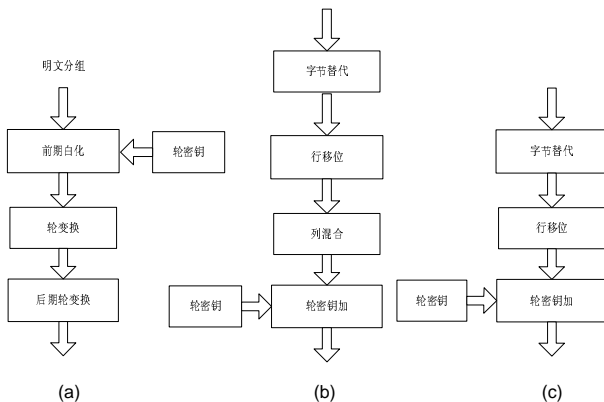 明文分组
前期白化
轮密钥
轮变换
后期轮变换
(a)
字节替代
行移位
列混合
轮密钥
轮密钥加
(b)
字节替代
行移位
轮密钥
轮密钥加
(c)